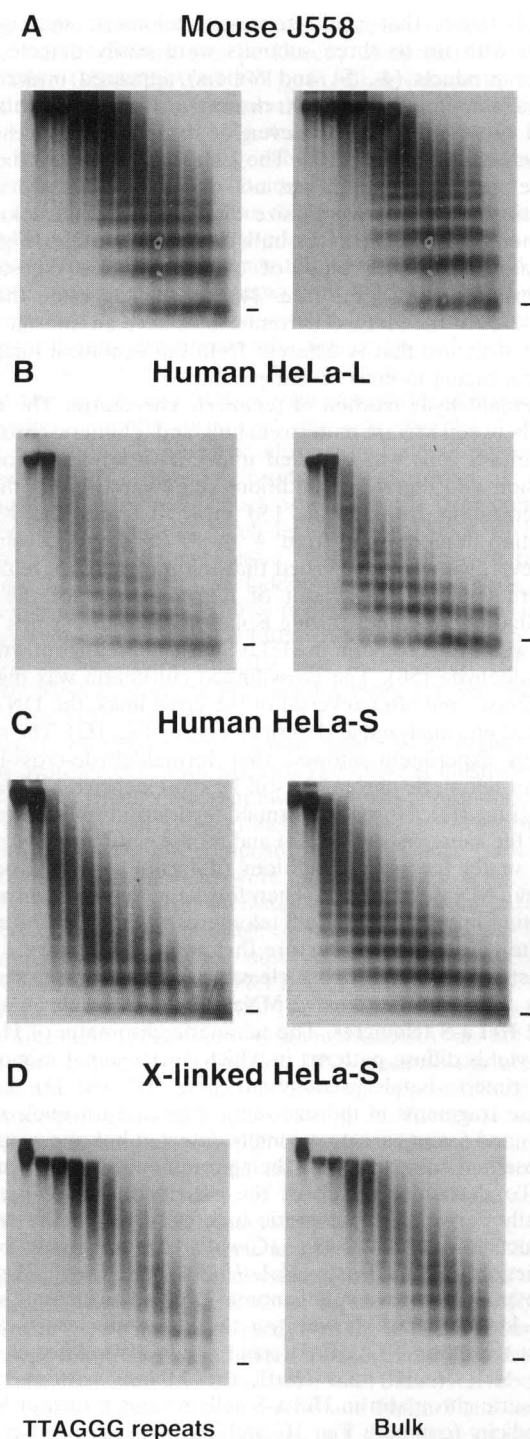 A Mouse J558
B Human HeLa-L
C Human HeLa-S
D X-linked HeLa-S
TTAGGG repeats Bulk